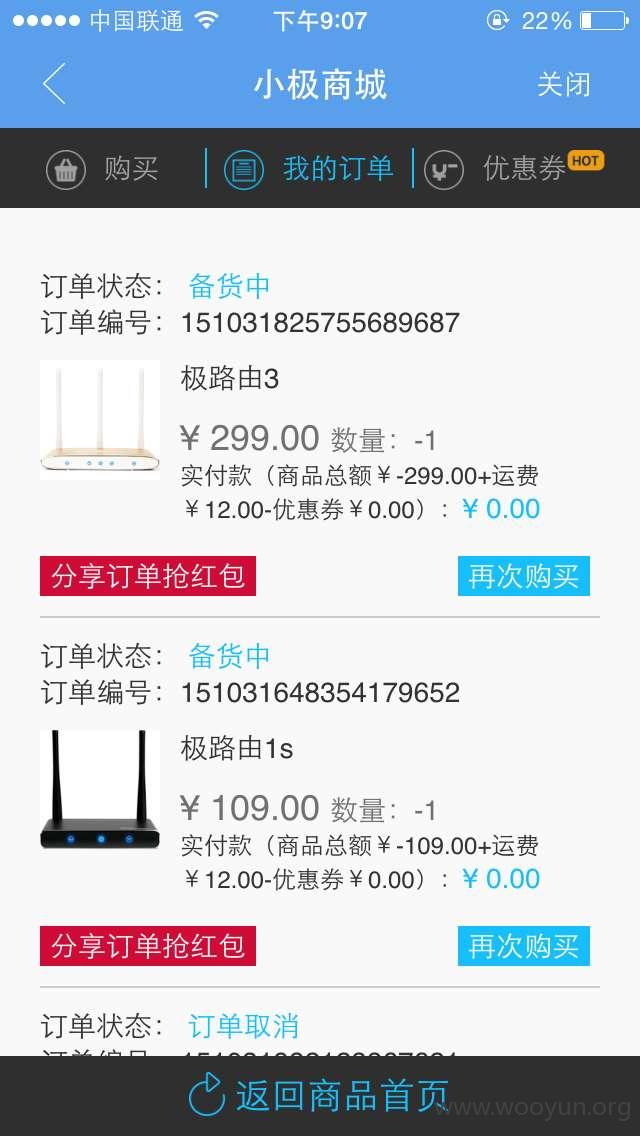 中国联通 下午9:07 22%
小极商城 关闭
购买 我的订单 优惠券 HOT
订单状态： 备货中
订单编号：151031825755689687
极路由3
￥299.00 数量：-1
实付款（商品总额￥-299.00+运费
￥12.00-优惠券￥0.00）：￥0.00
分享订单抢红包 再次购买
订单状态： 备货中
订单编号：151031648354179652
极路由1s
￥109.00 数量：-1
实付款（商品总额￥-109.00+运费
￥12.00-优惠券￥0.00）：￥0.00
分享订单抢红包 再次购买
订单状态： 订单取消
订单编号：
返回商品首页
www.wooyun.org